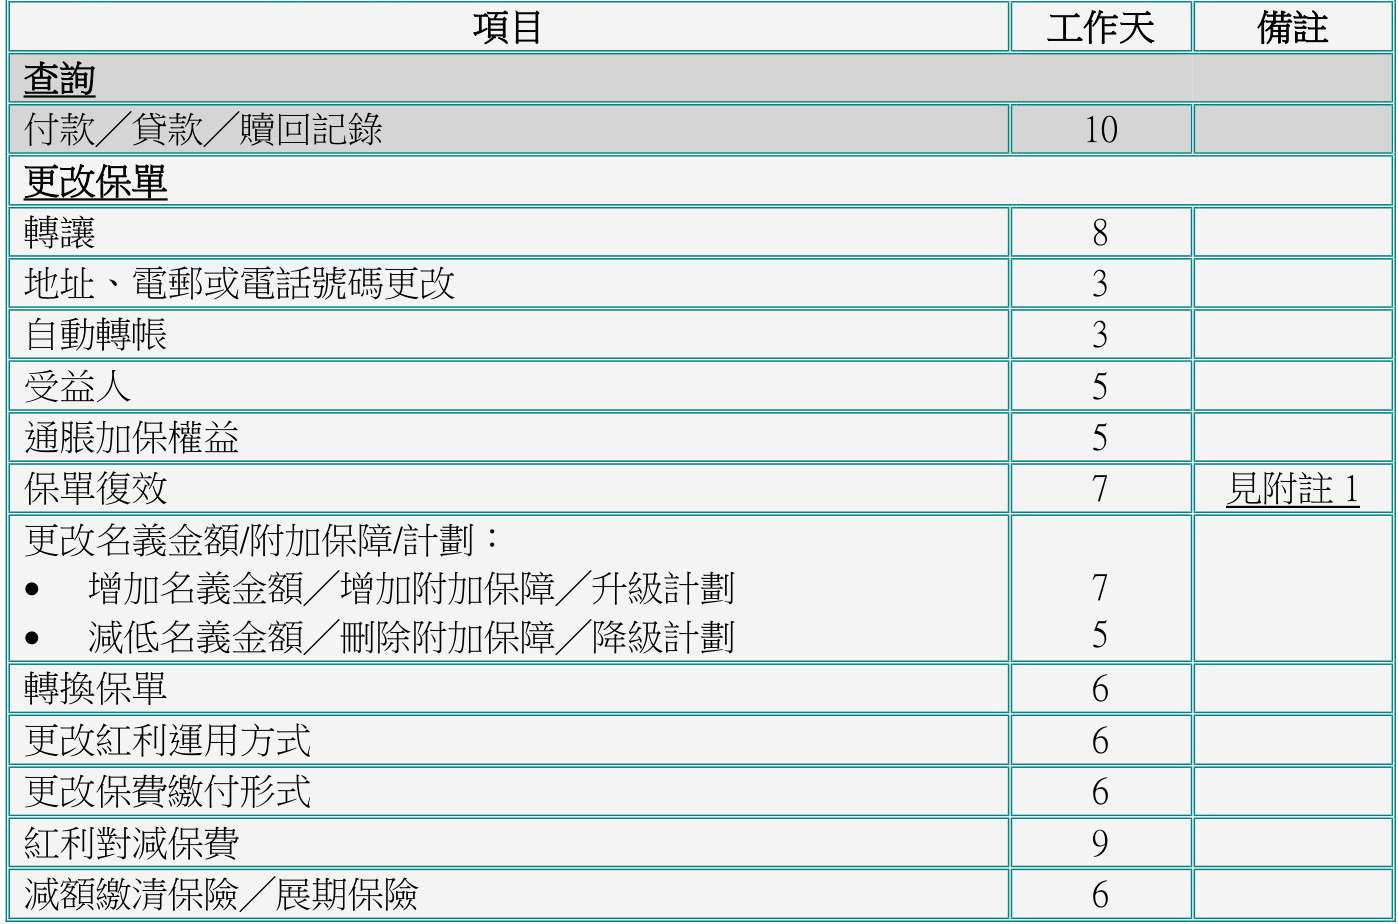 項目 工作天 備註
查詢
付款／貸款／贖回記錄 10
更改保單
轉讓 8
地址、電郵或電話號碼更改 3
自動轉帳 3
受益人 5
通脹加保權益 5
保單復效 7 見附註 1
更改名義金額/附加保障/計劃：
• 增加名義金額／增加附加保障／升級計劃 7
• 減低名義金額／刪除附加保障／降級計劃 5
轉換保單 6
更改紅利運用方式 6
更改保費繳付形式 6
紅利對減保費 9
減額繳清保險／展期保險 6